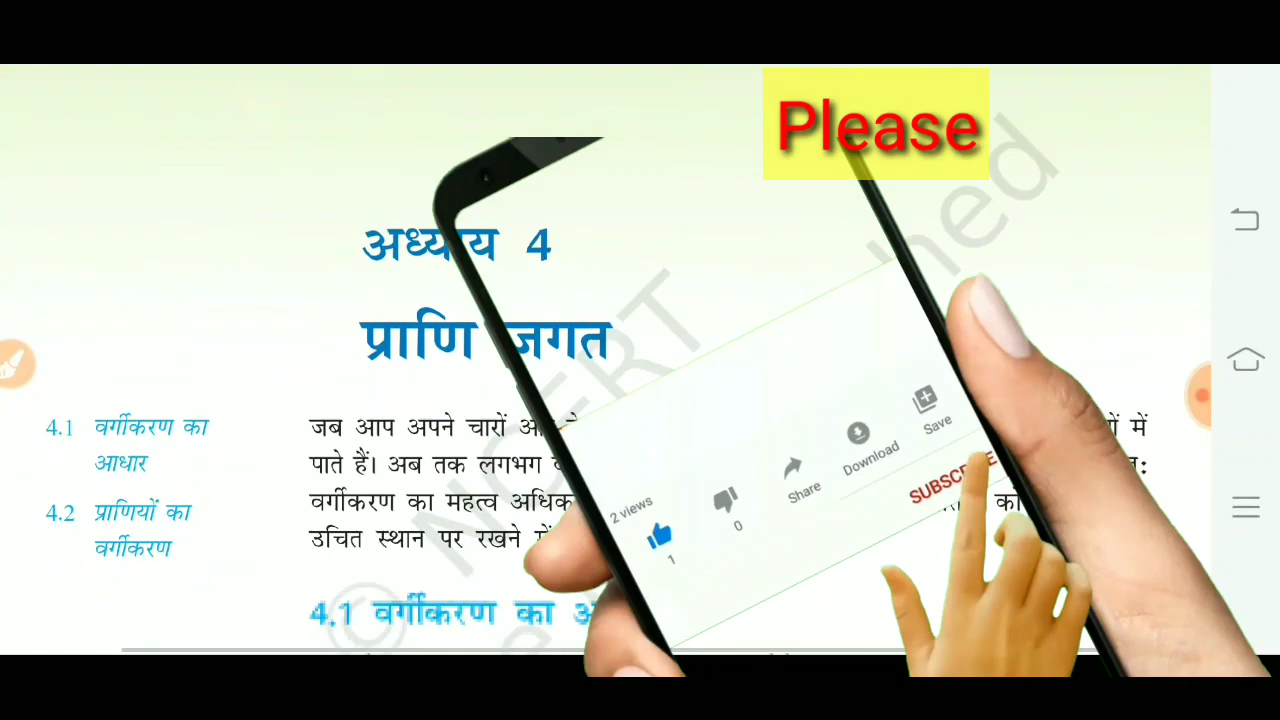 Please
अध्याय 4
प्राणि जगत
4.1 वर्गीकरण का
आधार
4.2 प्राणियों का
वर्गीकरण
जब आप अपने चारों में
पाते हैं। अब तक लगभग
वर्गीकरण का महत्व अधिक को
उचित स्थान पर रखने में
4.1 वर्गीकरण का
© NCERT
2 views
1
0
Share
Download
Save
SUBSCRIBE